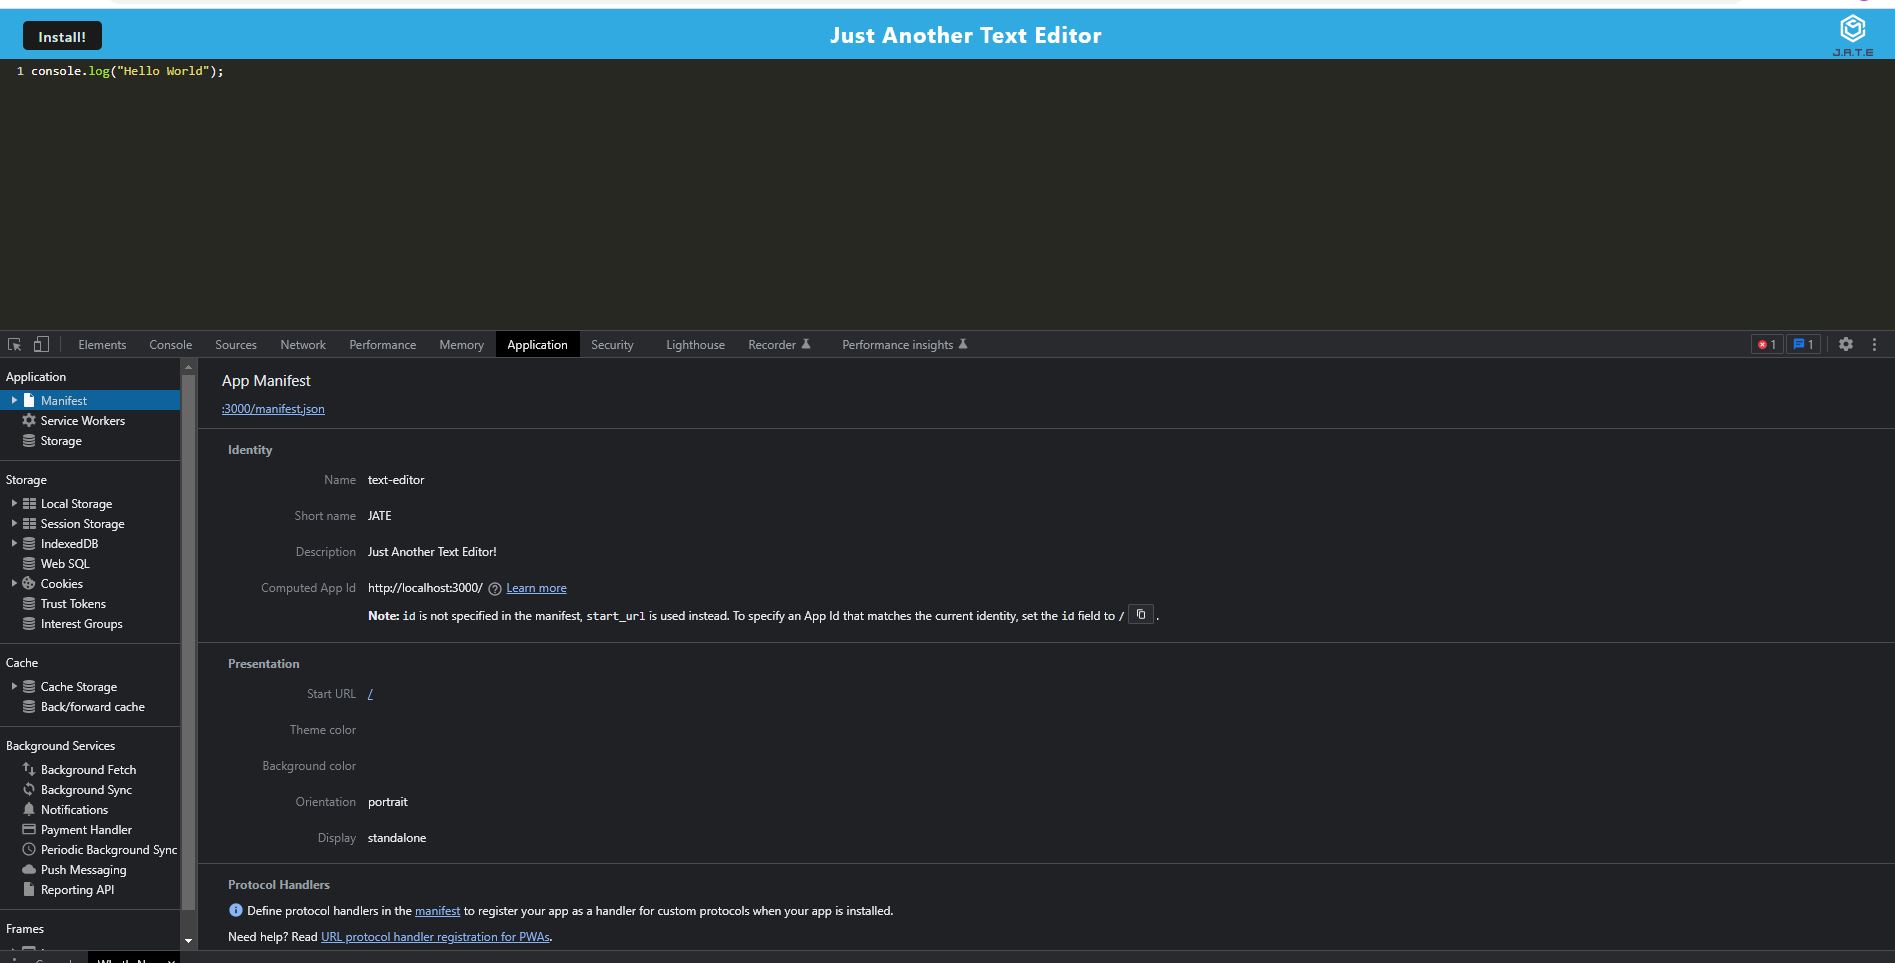 Install!
Just Another Text Editor
J.A.T.E
1 console.log("Hello World");
Elements Console Sources Network Performance Memory Application Security Lighthouse Recorder Performance insights 1 1
Application
Manifest
Service Workers
Storage
Storage
Local Storage
Session Storage
IndexedDB
Web SQL
Cookies
Trust Tokens
Interest Groups
Cache
Cache Storage
Back/forward cache
Background Services
Background Fetch
Background Sync
Notifications
Payment Handler
Periodic Background Sync
Push Messaging
Reporting API
Frames
App Manifest
:3000/manifest.json
Identity
Name text-editor
Short name JATE
Description Just Another Text Editor!
Computed App Id http://localhost:3000/ Learn more
Note: id is not specified in the manifest, start_url is used instead. To specify an App Id that matches the current identity, set the id field to / .
Presentation
Start URL /
Theme color
Background color
Orientation portrait
Display standalone
Protocol Handlers
Define protocol handlers in the manifest to register your app as a handler for custom protocols when your app is installed.
Need help? Read URL protocol handler registration for PWAs.